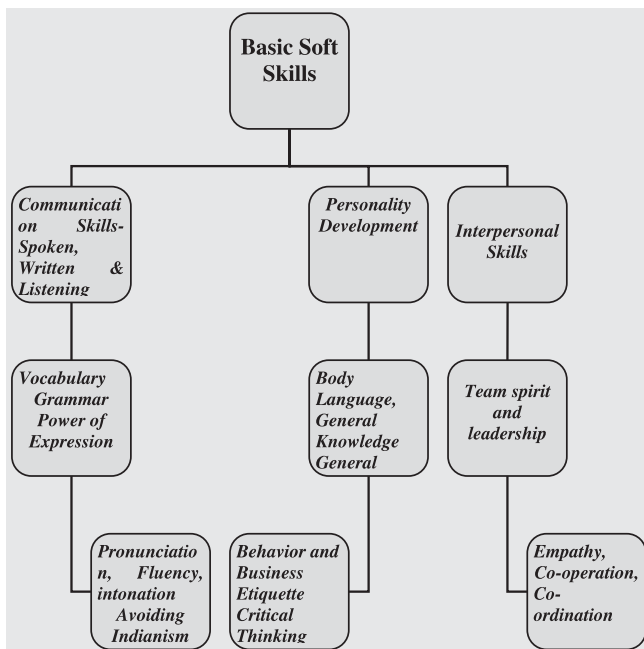 Basic Soft
Skills
Communicati
on Skills-
Spoken,
Written &
Listening
Personality
Development
Interpersonal
Skills
Vocabulary
Grammar
Power of
Expression
Body
Language,
General
Knowledge
General
Team spirit
and
leadership
Pronunciatio
n, Fluency,
intonation
Avoiding
Indianism
Behavior and
Business
Etiquette
Critical
Thinking
Empathy,
Co-operation,
Co-
ordination